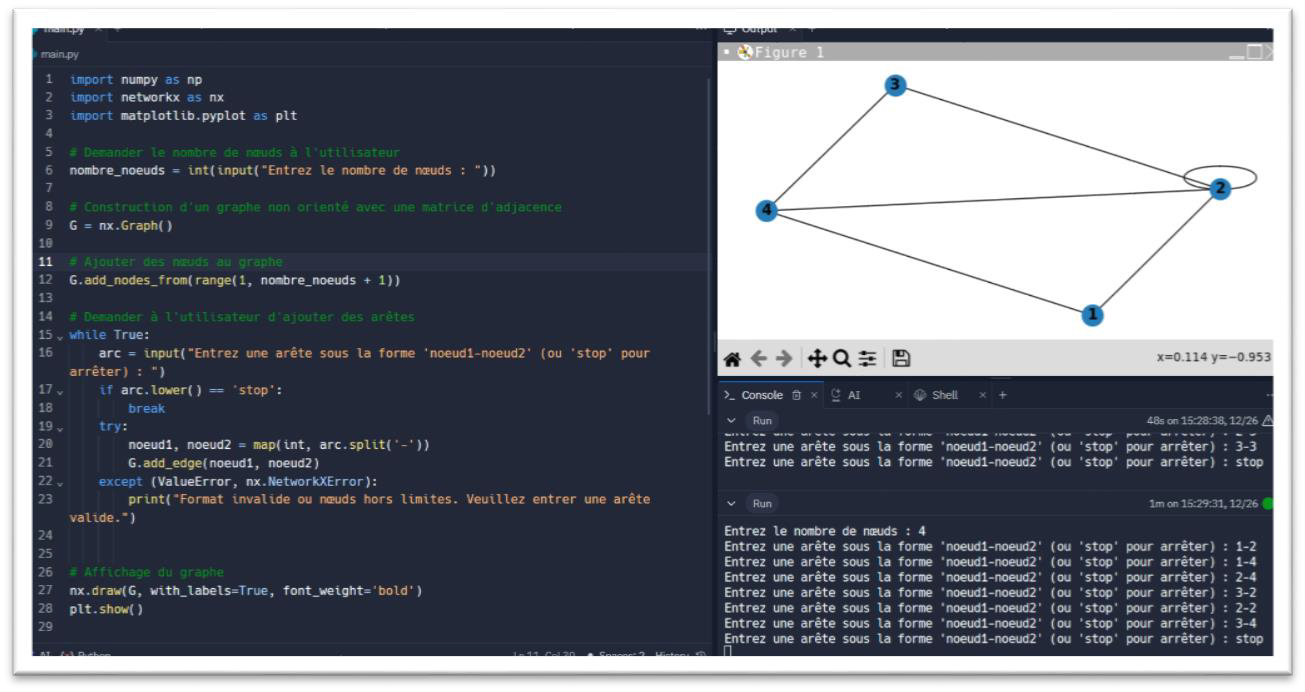 main.py
Output
main.py
Figure 1
1 import numpy as np
2 import networkx as nx
3 import matplotlib.pyplot as plt
4
5 # Demander le nombre de nœuds à l'utilisateur
6 nombre_noeuds = int(input("Entrez le nombre de nœuds : "))
7
8 # Construction d'un graphe non orienté avec une matrice d'adjacence
9 G = nx.Graph()
10
11 # Ajouter des nœuds au graphe
12 G.add_nodes_from(range(1, nombre_noeuds + 1))
13
14 # Demander à l'utilisateur d'ajouter des arêtes
15 while True:
16 arc = input("Entrez une arête sous la forme 'noeud1-noeud2' (ou 'stop' pour
arrêter) : ")
17 if arc.lower() == 'stop':
18 break
19 try:
20 noeud1, noeud2 = map(int, arc.split('-'))
21 G.add_edge(noeud1, noeud2)
22 except (ValueError, nx.NetworkXError):
23 print("Format invalide ou nœuds hors limites. Veuillez entrer une arête
valide.")
24
25
26 # Affichage du graphe
27 nx.draw(G, with_labels=True, font_weight='bold')
28 plt.show()
29
AI {x} Python Ln 11, Col 30 Spaces: 2 History
3
2
4
1
x=0.114 y=−0.953
Console AI Shell
Run 48s on 15:28:38, 12/26
Entrez une arête sous la forme 'noeud1-noeud2' (ou 'stop' pour arrêter) : 2-3
Entrez une arête sous la forme 'noeud1-noeud2' (ou 'stop' pour arrêter) : 3-3
Entrez une arête sous la forme 'noeud1-noeud2' (ou 'stop' pour arrêter) : stop
Run 1m on 15:29:31, 12/26
Entrez le nombre de nœuds : 4
Entrez une arête sous la forme 'noeud1-noeud2' (ou 'stop' pour arrêter) : 1-2
Entrez une arête sous la forme 'noeud1-noeud2' (ou 'stop' pour arrêter) : 1-4
Entrez une arête sous la forme 'noeud1-noeud2' (ou 'stop' pour arrêter) : 2-4
Entrez une arête sous la forme 'noeud1-noeud2' (ou 'stop' pour arrêter) : 3-2
Entrez une arête sous la forme 'noeud1-noeud2' (ou 'stop' pour arrêter) : 2-2
Entrez une arête sous la forme 'noeud1-noeud2' (ou 'stop' pour arrêter) : 3-4
Entrez une arête sous la forme 'noeud1-noeud2' (ou 'stop' pour arrêter) : stop